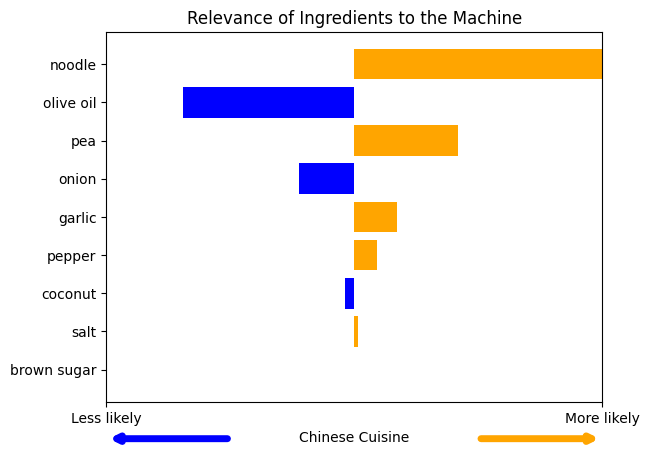 Relevance of Ingredients to the Machine
noodle
olive oil
pea
onion
garlic
pepper
coconut
salt
brown sugar
Less likely
More likely
Chinese Cuisine